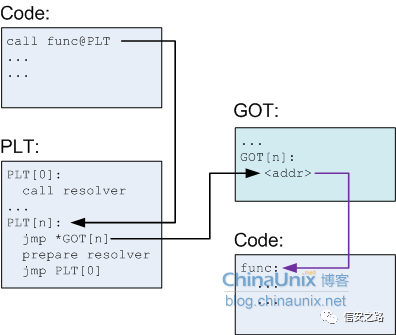 Code:
call func@PLT
...
...
PLT:
PLT[0]:
call resolver
...
PLT[n]:
jmp *GOT[n]
prepare resolver
jmp PLT[0]
GOT:
...
GOT[n]:
<addr>
Code:
func:
...
...
ChinaUnix.net 博客
blog.chinaunix.net
信安之路